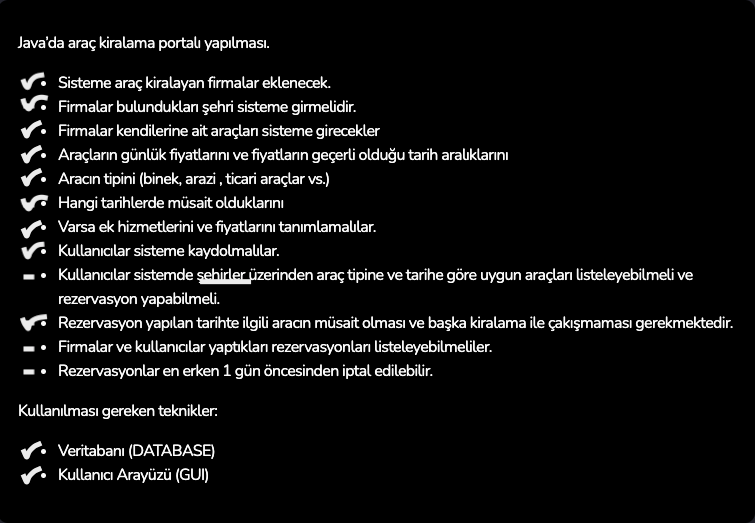 Java'da araç kiralama portalı yapılması.
Sisteme araç kiralayan firmalar eklenecek.
Firmalar bulundukları şehri sisteme girmelidir.
Firmalar kendilerine ait araçları sisteme girecekler
Araçların günlük fiyatlarını ve fiyatların geçerli olduğu tarih aralıklarını
Aracın tipini (binek, arazi , ticari araçlar vs.)
Hangi tarihlerde müsait olduklarını
Varsa ek hizmetlerini ve fiyatlarını tanımlamalılar.
Kullanıcılar sisteme kaydolmalılar.
Kullanıcılar sistemde şehirler üzerinden araç tipine ve tarihe göre uygun araçları listeleyebilmeli ve
rezervasyon yapabilmeli.
Rezervasyon yapılan tarihte ilgili aracın müsait olması ve başka kiralama ile çakışmaması gerekmektedir.
Firmalar ve kullanıcılar yaptıkları rezervasyonları listeleyebilmeliler.
Rezervasyonlar en erken 1 gün öncesinden iptal edilebilir.
Kullanılması gereken teknikler:
Veritabanı (DATABASE)
Kullanıcı Arayüzü (GUI)